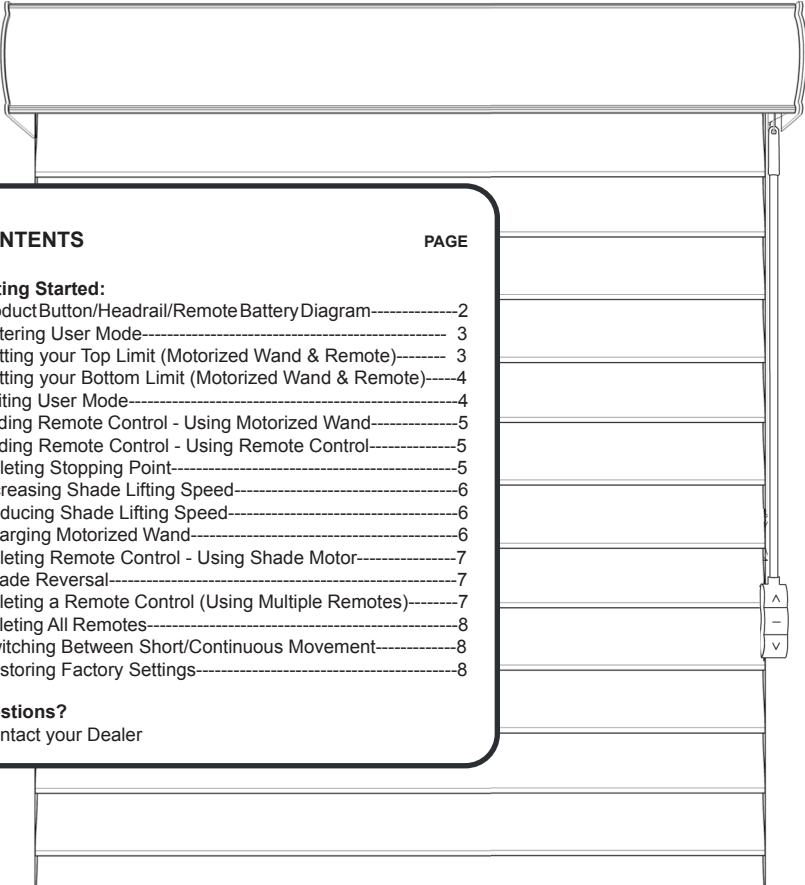 NTENTS PAGE
ting Started:
oduct Button/Headrail/Remote Battery Diagram--------------2
tering User Mode------------------------------------------------- 3
tting your Top Limit (Motorized Wand & Remote)-------- 3
tting your Bottom Limit (Motorized Wand & Remote)-----4
iting User Mode-----------------------------------------------------4
ding Remote Control - Using Motorized Wand--------------5
ding Remote Control - Using Remote Control--------------5
leting Stopping Point----------------------------------------------5
creasing Shade Lifting Speed------------------------------------6
ducing Shade Lifting Speed-------------------------------------6
arging Motorized Wand-------------------------------------------6
leting Remote Control - Using Shade Motor----------------7
ade Reversal--------------------------------------------------------7
leting a Remote Control (Using Multiple Remotes)--------7
leting All Remotes--------------------------------------------------8
itching Between Short/Continuous Movement-------------8
storing Factory Settings------------------------------------------8
estions?
ntact your Dealer